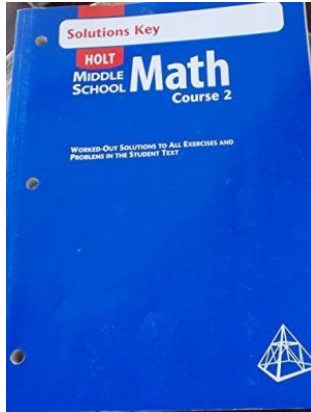 Solutions Key
HOLT
MIDDLE
SCHOOL Math
Course 2
WORKED-OUT SOLUTIONS TO ALL EXERCISES AND
PROBLEMS IN THE STUDENT TEXT